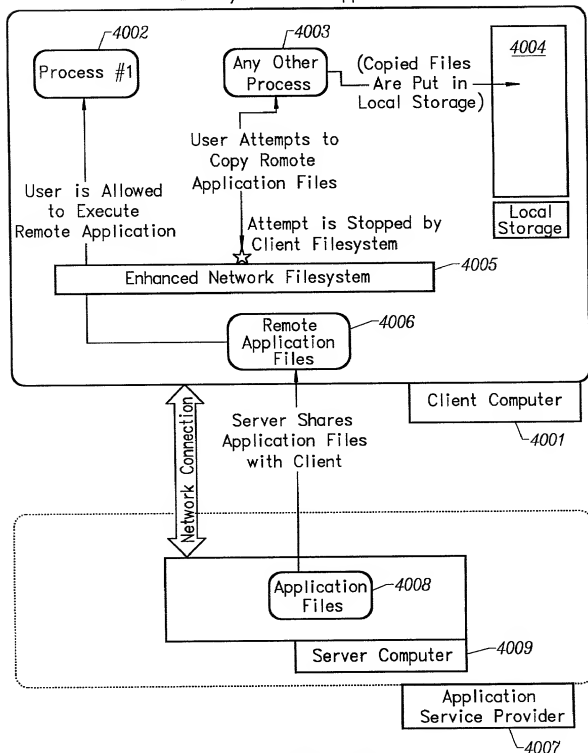 4002
Process #1
4003
Any Other
Process
(Copied Files
Are Put in
Local Storage)
4004
Local
Storage
User Attempts to
Copy Romote
Application Files
User is Allowed
to Execute
Remote Application
Attempt is Stopped by
Client Filesystem
Enhanced Network Filesystem
4005
Remote
Application
Files
4006
Client Computer
4001
Network Connection
Server Shares
Application Files
with Client
Application
Files
4008
Server Computer
4009
Application
Service Provider
4007